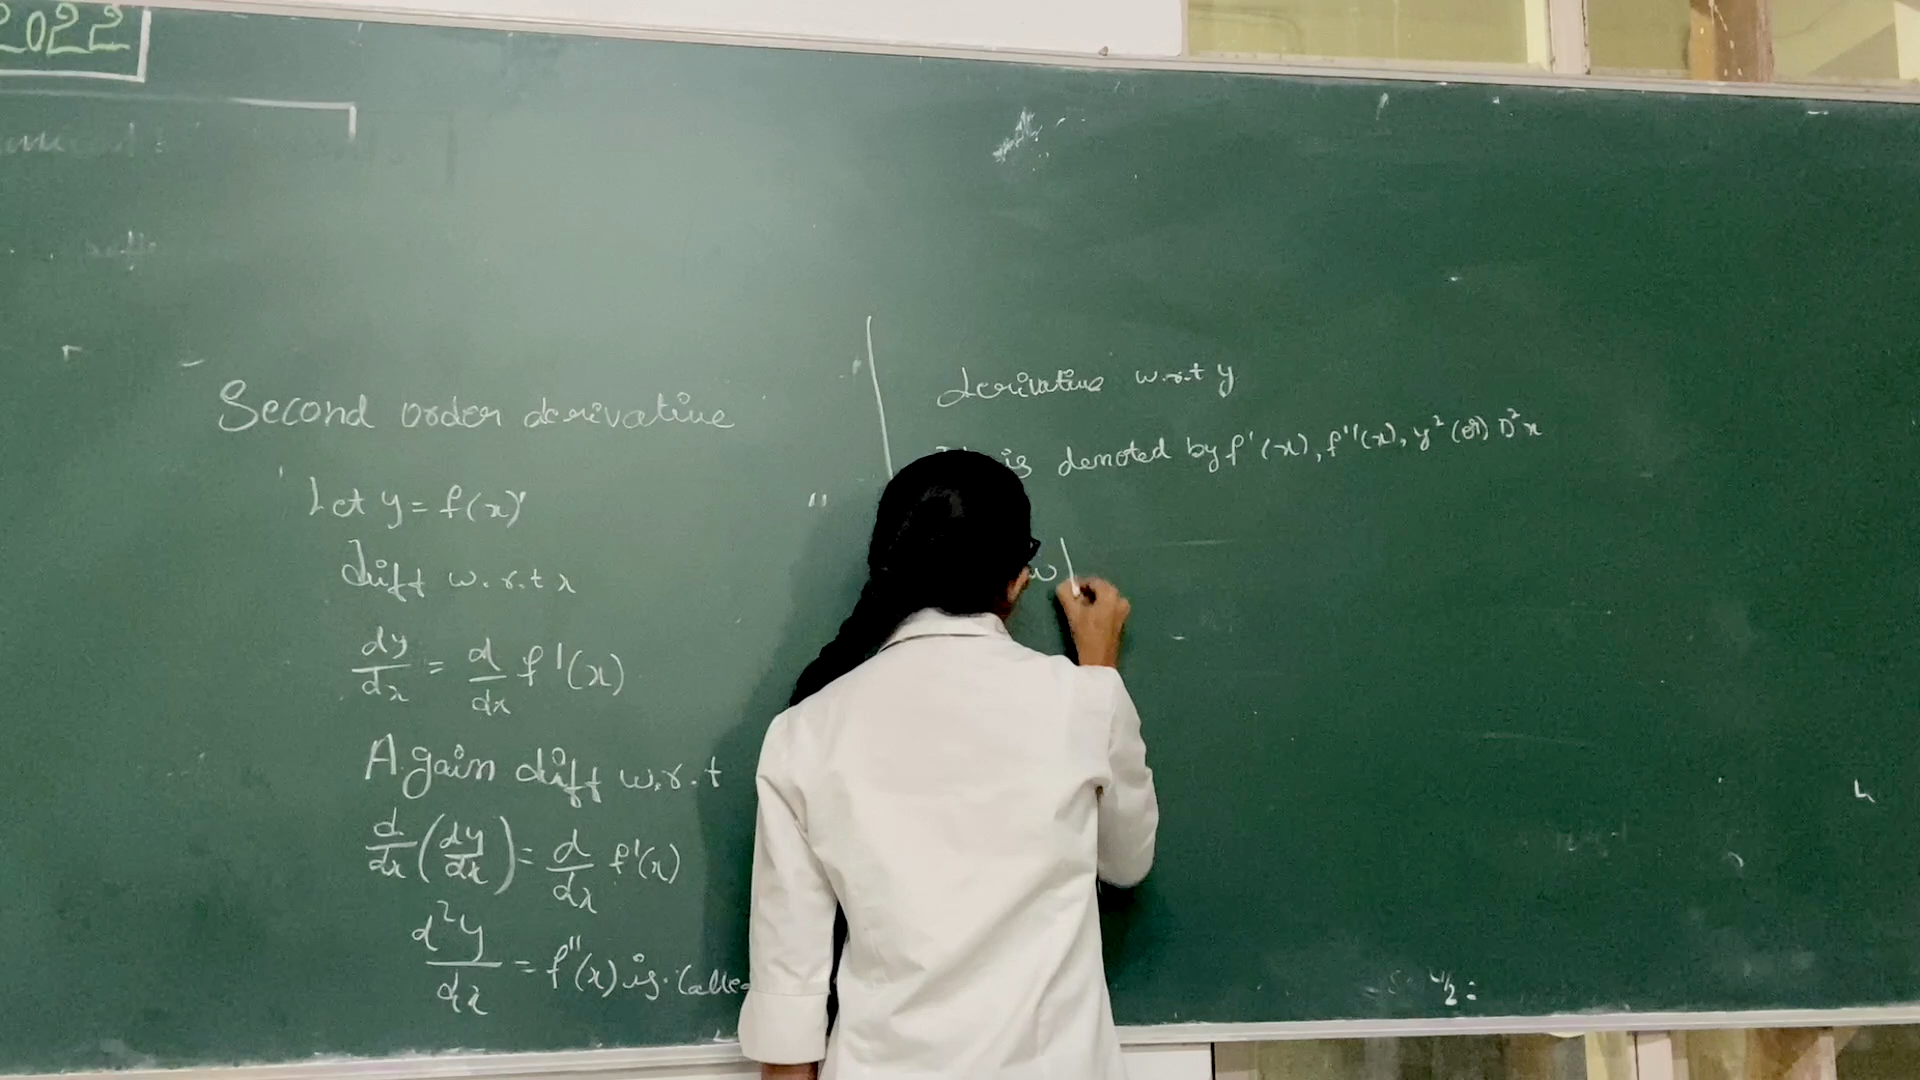 2022
Second order derivative
Let y = f(x)
diff w.r.t x
dy/dx = d/dx f'(x)
Again diff w.r.t
d/dx (dy/dx) = d/dx f'(x)
d²y/dx = f''(x) is called
derivative w.r.t y
is denoted by f'(x), f''(x), y² (or) D²x
w